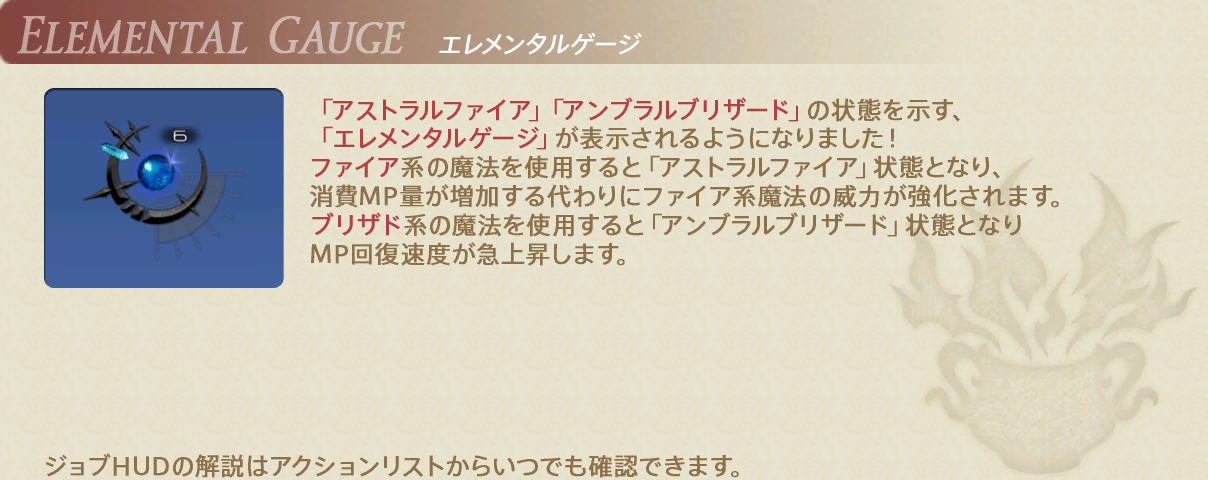 ELEMENTAL GAUGE エレメンタルゲージ
6
「アストラルファイア」「アンブラルブリザード」の状態を示す、
「エレメンタルゲージ」が表示されるようになりました！
ファイア系の魔法を使用すると「アストラルファイア」状態となり、
消費MP量が増加する代わりにファイア系魔法の威力が強化されます。
ブリザド系の魔法を使用すると「アンブラルブリザード」状態となり
MP回復速度が急上昇します。
ジョブHUDの解説はアクションリストからいつでも確認できます。